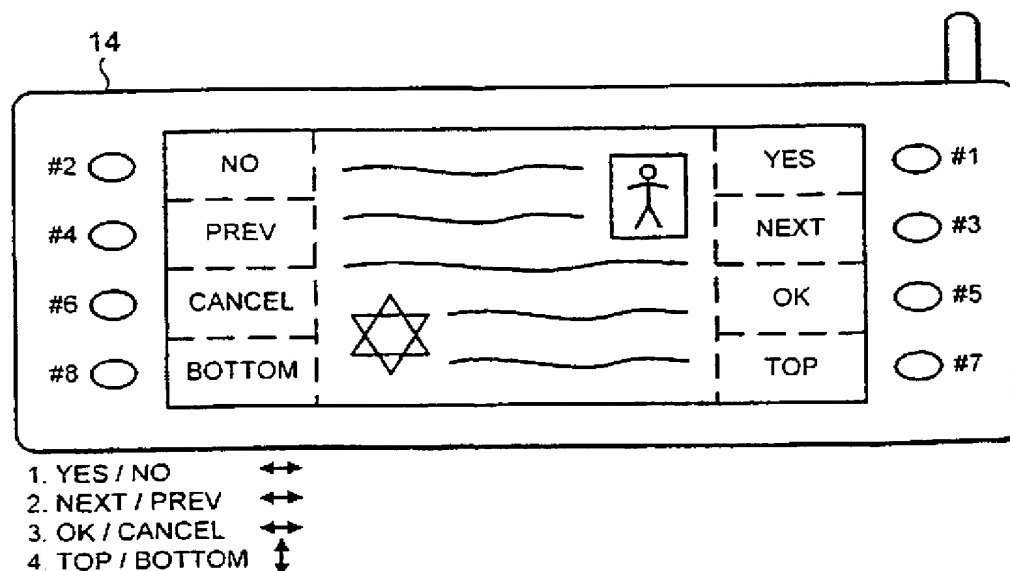 14
#2 NO YES #1
#4 PREV NEXT #3
#6 CANCEL OK #5
#8 BOTTOM TOP #7
1. YES / NO
2. NEXT / PREV
3. OK / CANCEL
4. TOP / BOTTOM